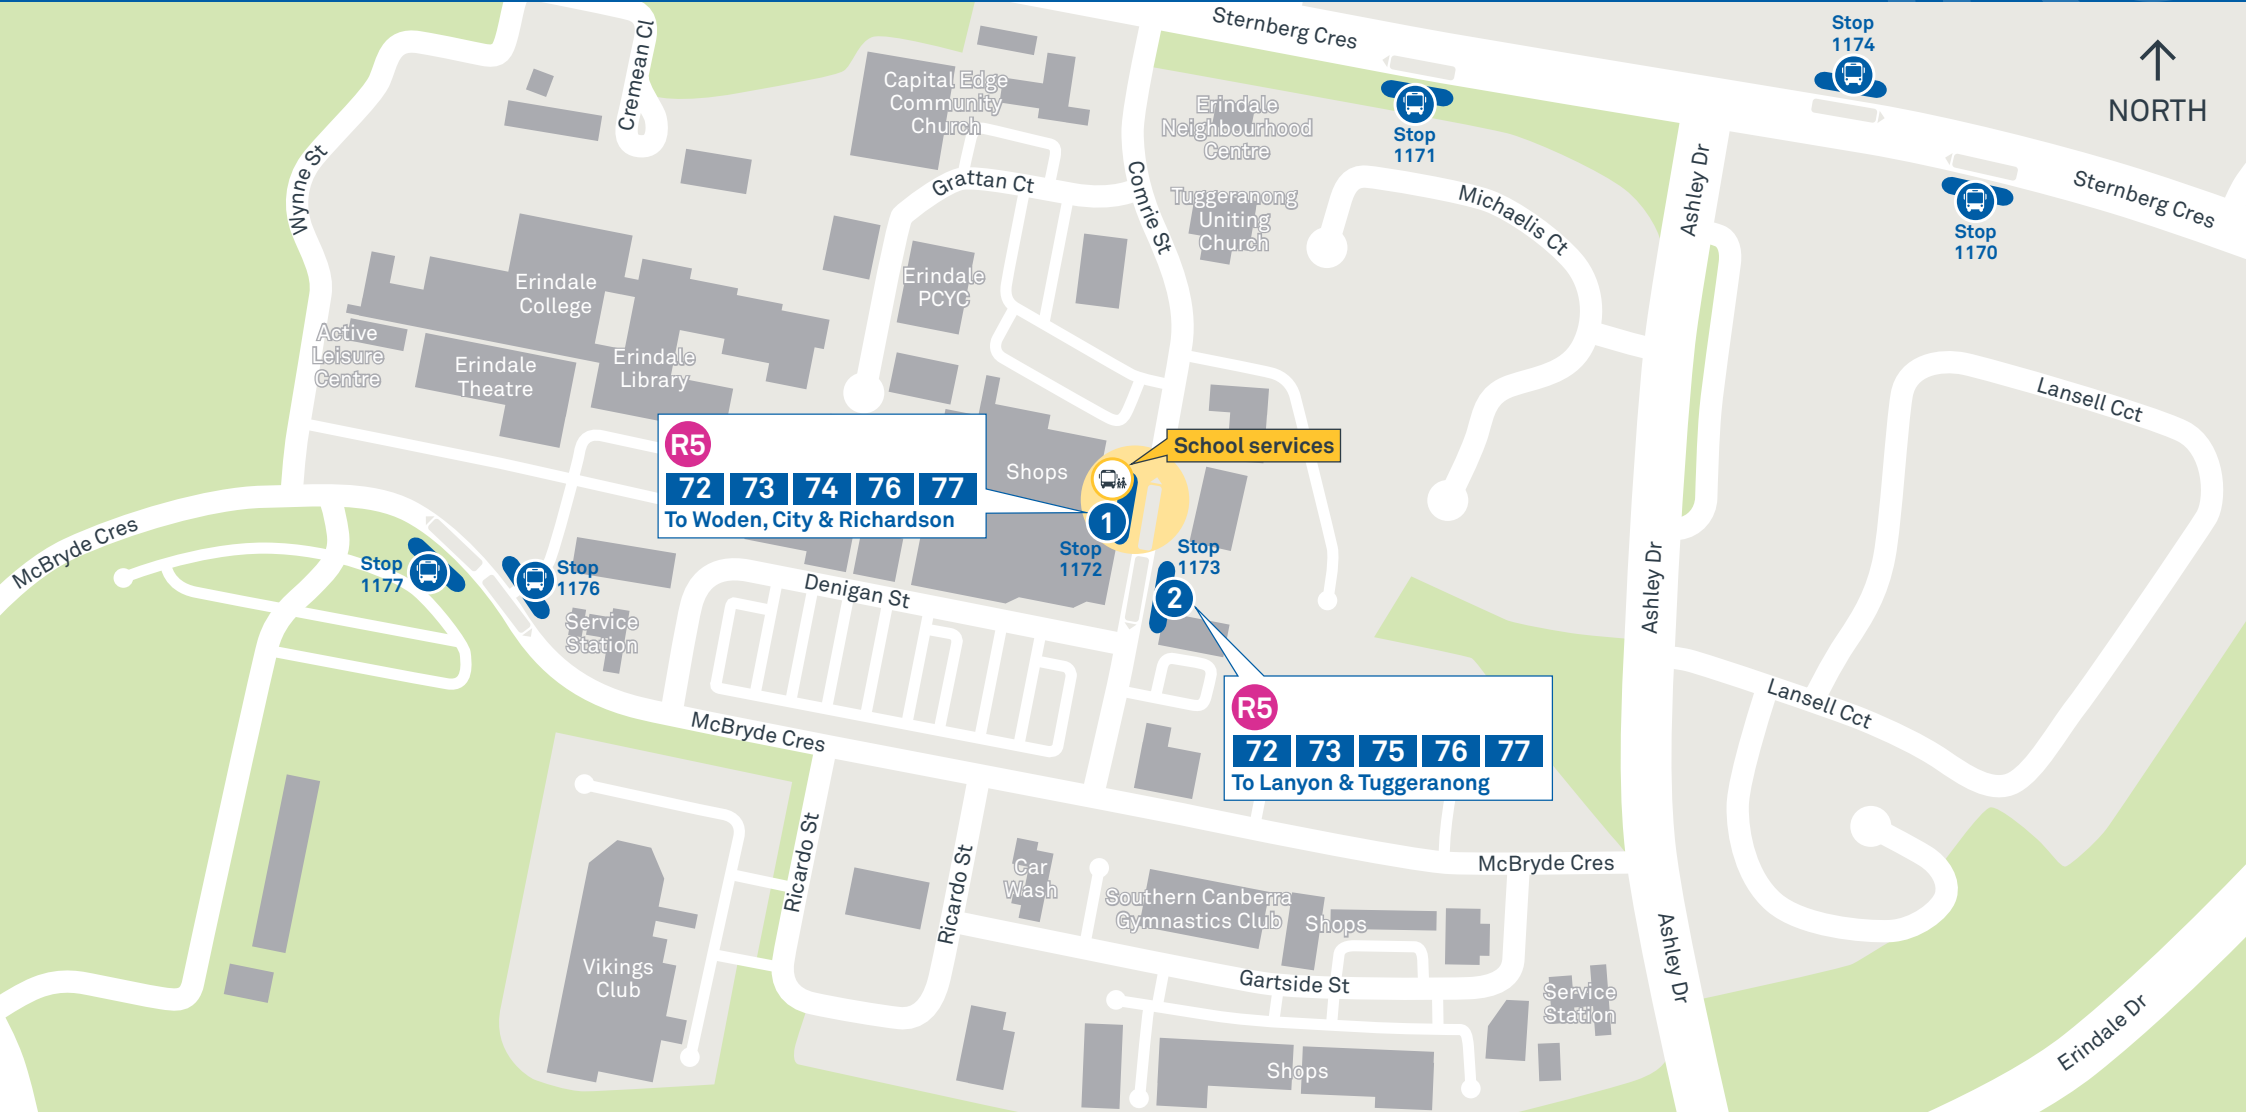 Sternberg Cres
Stop
1174
NORTH
Cremean Cl
Capital Edge
Community
Church
Erindale
Neighbourhood
Centre
Stop
1171
Wynne St
Grattan Ct
Comrie St
Tuggeranong
Uniting
Church
Michaelis Ct
Ashley Dr
Sternberg Cres
Stop
1170
Erindale
College
Erindale
PCYC
Active
Leisure
Centre
Erindale
Theatre
Erindale
Library
Lansell Cct
R5
72 73 74 76 77
To Woden, City & Richardson
Shops
School services
1
Stop
1172
Stop
1173
2
McBryde Cres
Stop
1177
Stop
1176
Service
Station
Denigan St
Ashley Dr
R5
72 73 75 76 77
To Lanyon & Tuggeranong
Lansell Cct
McBryde Cres
McBryde Cres
Ricardo St
Ricardo St
Car
Wash
Southern Canberra
Gymnastics Club
Shops
Vikings
Club
Gartside St
Ashley Dr
Service
Station
Shops
Erindale Dr